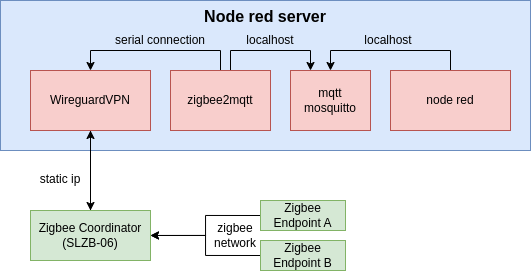 Node red server
serial connection
localhost
localhost
WireguardVPN
zigbee2mqtt
mqtt
mosquitto
node red
static ip
Zigbee Coordinator
(SLZB-06)
zigbee
network
Zigbee
Endpoint A
Zigbee
Endpoint B